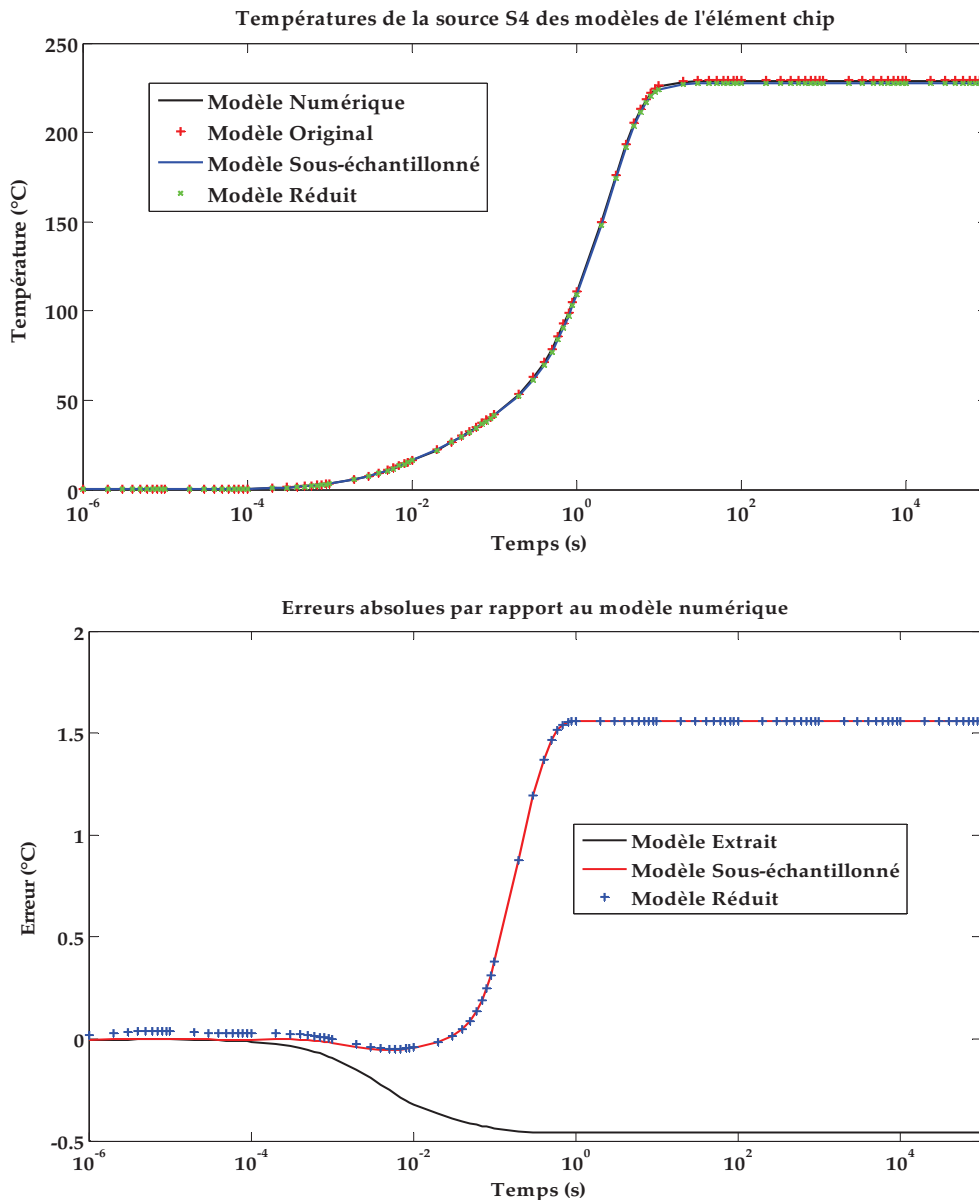 Températures de la source S4 des modèles de l'élément chip
250
200
150
100
50
0
Température (°C)
Modèle Numérique
Modèle Original
Modèle Sous-échantillonné
Modèle Réduit
10-6
10-4
10-2
100
102
104
Temps (s)
Erreurs absolues par rapport au modèle numérique
2
1.5
1
0.5
0
-0.5
Erreur (°C)
Modèle Extrait
Modèle Sous-échantillonné
Modèle Réduit
10-6
10-4
10-2
100
102
104
Temps (s)